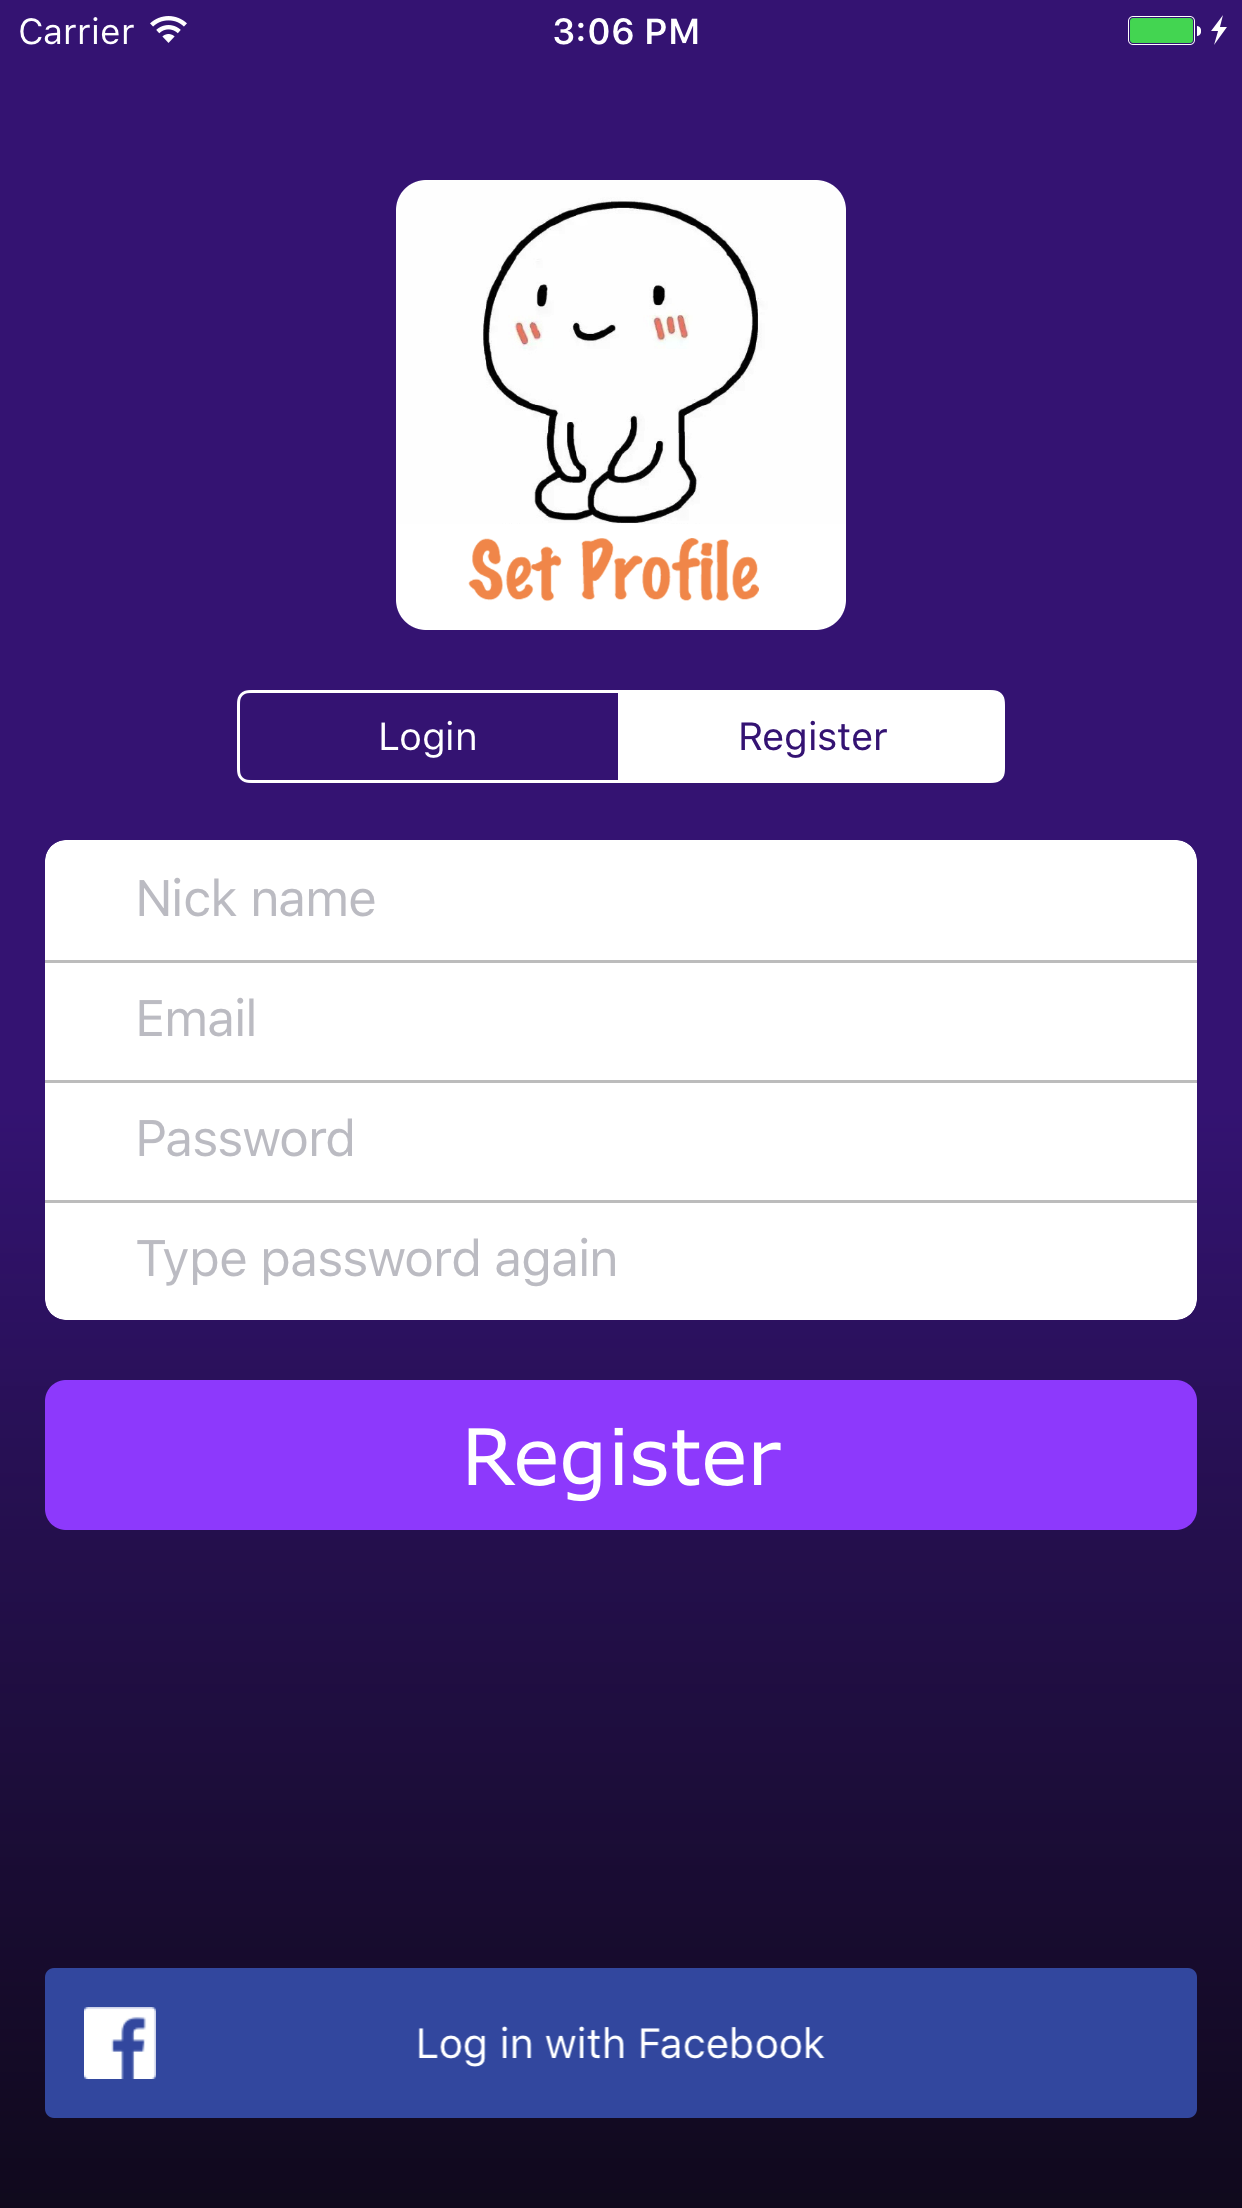 Carrier 3:06 PM
Set Profile
Login Register
Nick name
Email
Password
Type password again
Register
f Log in with Facebook